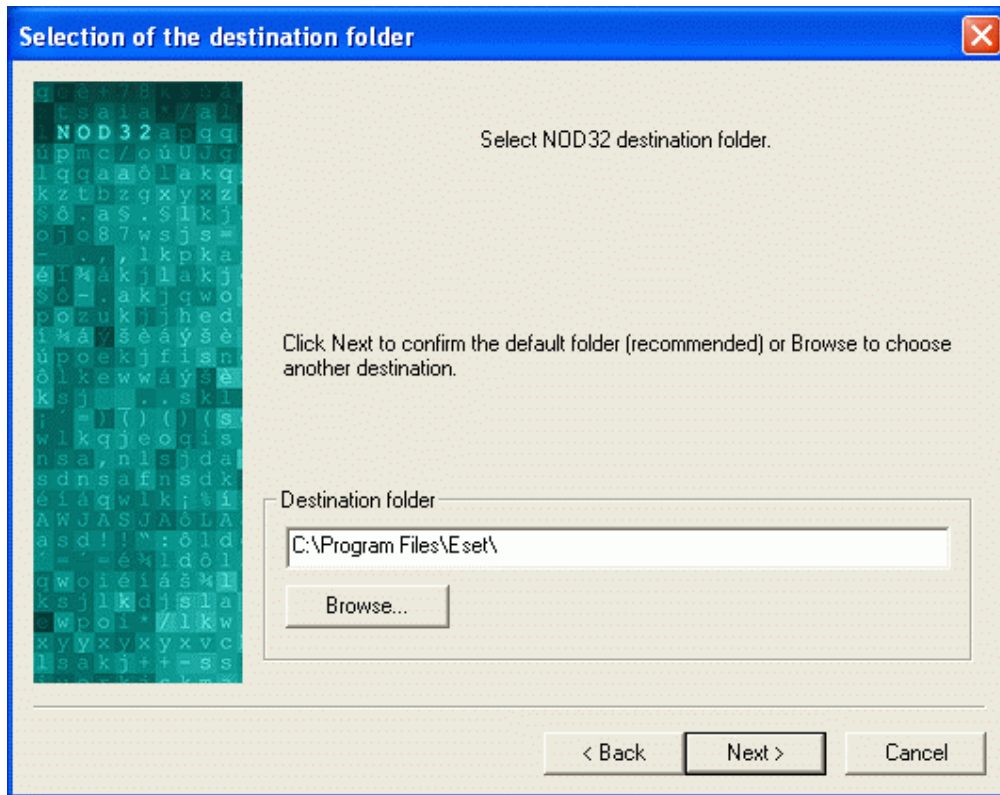 Selection of the destination folder
NOD32
Select NOD32 destination folder.
Click Next to confirm the default folder (recommended) or Browse to choose
another destination.
Destination folder
C:\Program Files\Eset\
Browse...
< Back
Next >
Cancel